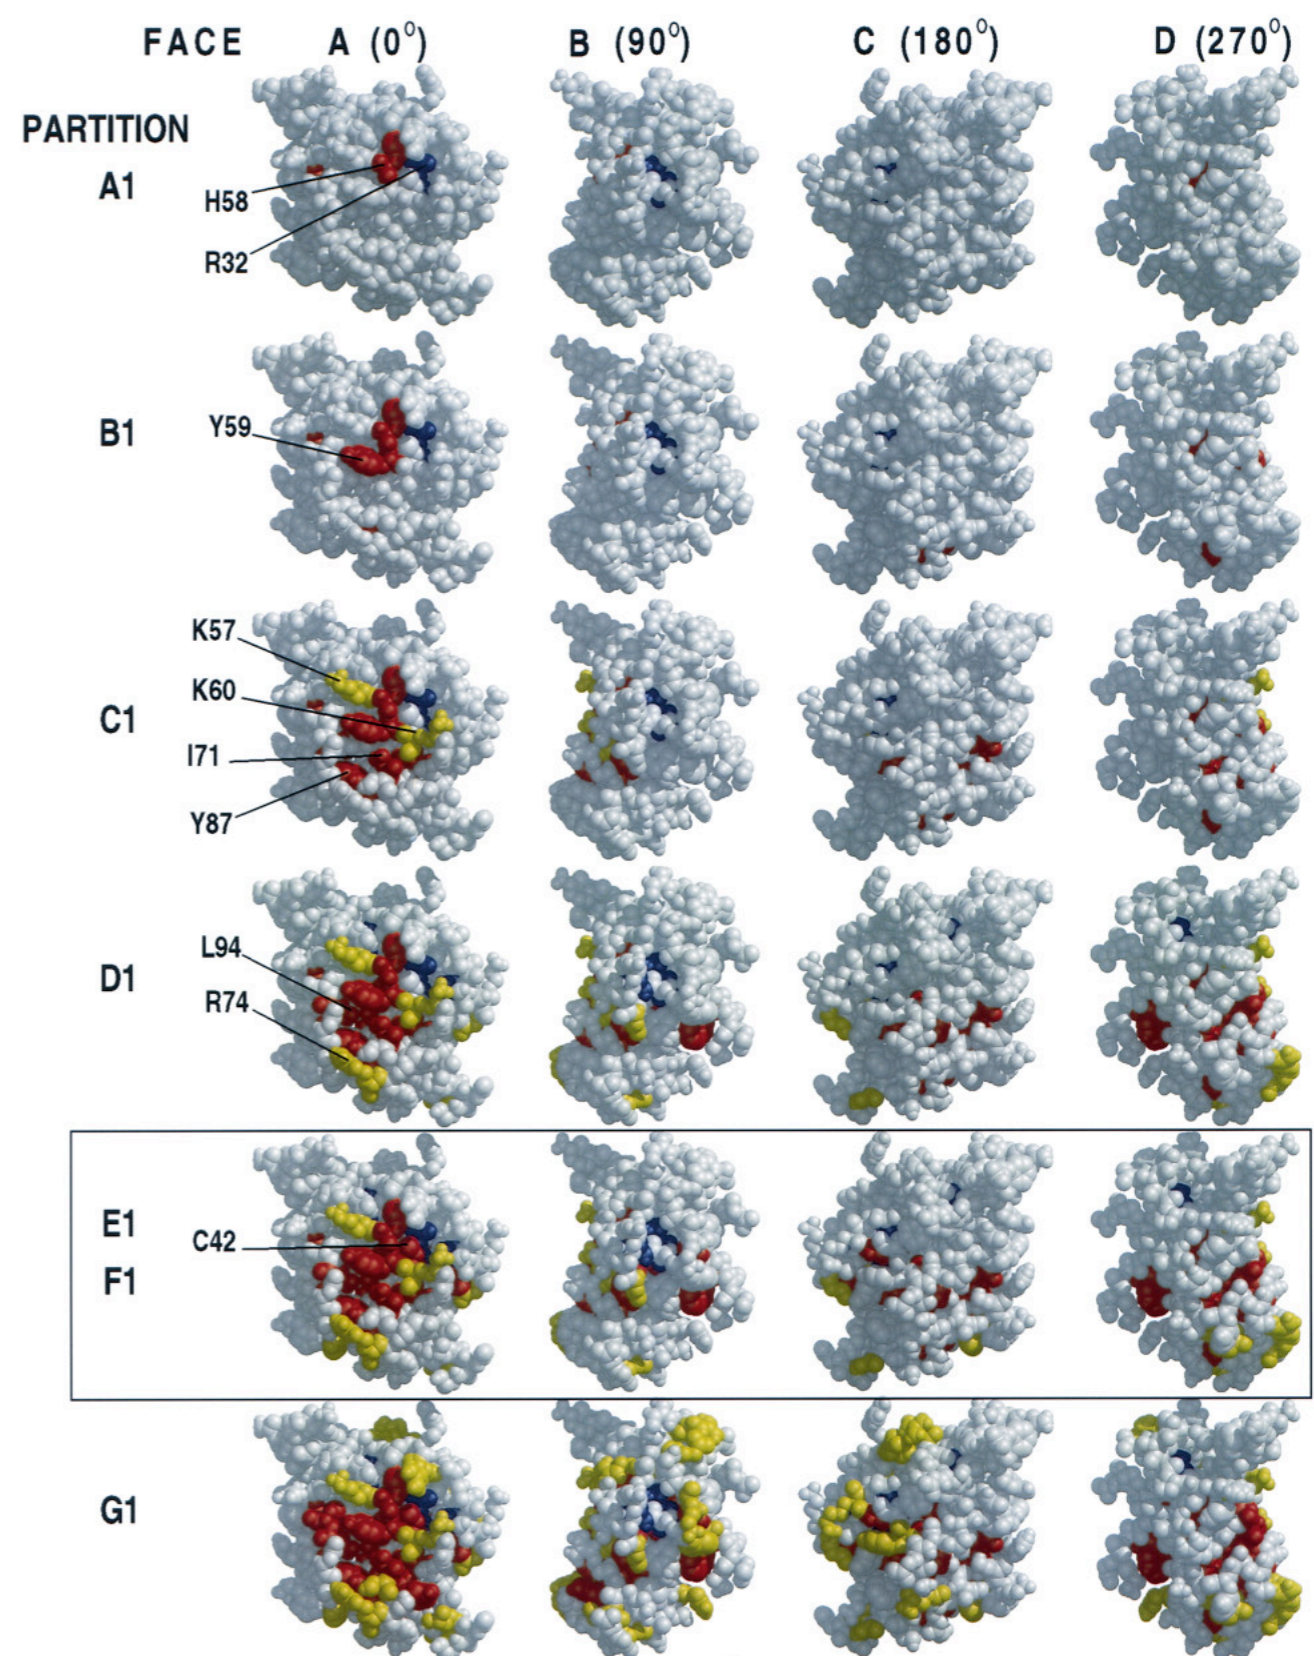 FACE A (0°) B (90°) C (180°) D (270°)
PARTITION
A1
H58
R32
B1
Y59
C1
K57
K60
I71
Y87
D1
L94
R74
E1
C42
F1
G1